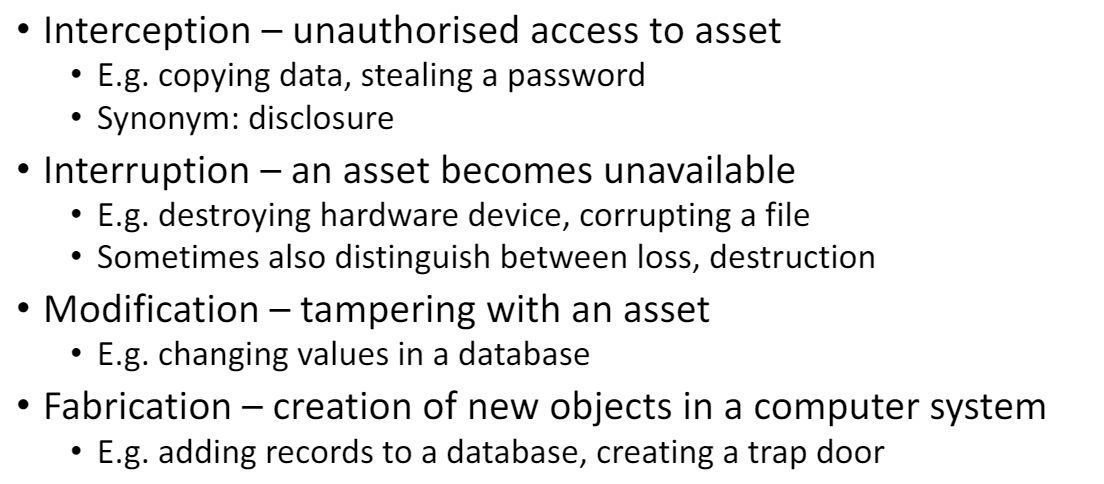 • Interception – unauthorised access to asset
• E.g. copying data, stealing a password
• Synonym: disclosure
• Interruption – an asset becomes unavailable
• E.g. destroying hardware device, corrupting a file
• Sometimes also distinguish between loss, destruction
• Modification – tampering with an asset
• E.g. changing values in a database
• Fabrication – creation of new objects in a computer system
• E.g. adding records to a database, creating a trap door